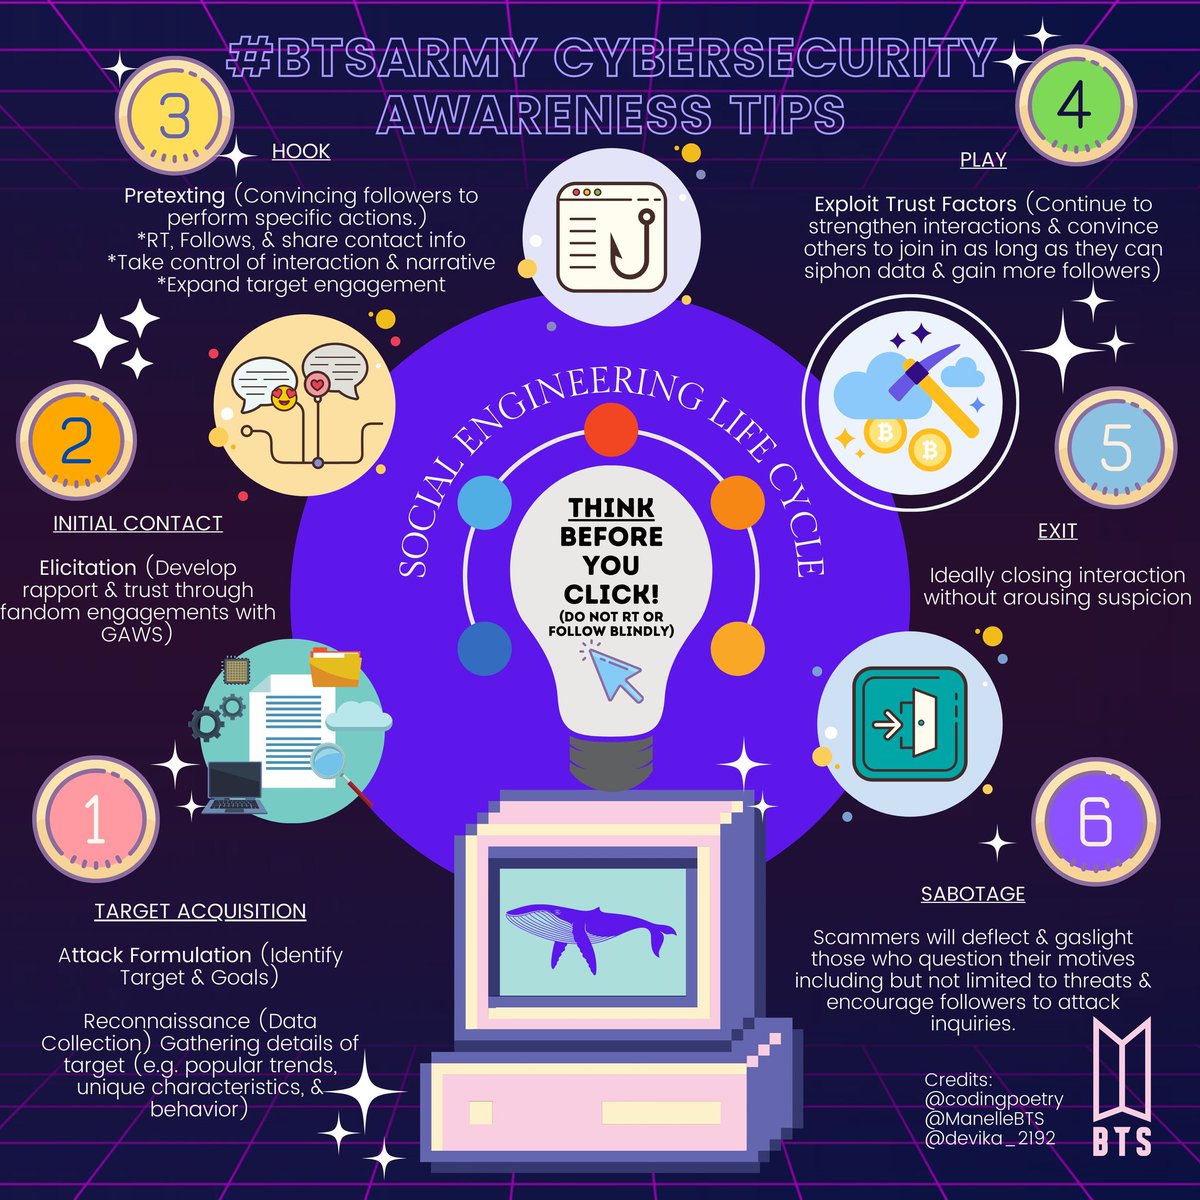 #BTSARMY CYBERSECURITY
AWARENESS TIPS
3
HOOK
Pretexting (Convincing followers to
perform specific actions.)
*RT, Follows, & share contact info
*Take control of interaction & narrative
*Expand target engagement
4
PLAY
Exploit Trust Factors (Continue to
strengthen interactions & convince
others to join in as long as they can
siphon data & gain more followers)
2
INITIAL CONTACT
Elicitation (Develop
rapport & trust through
fandom engagements with
GAWS)
SOCIAL ENGINEERING LIFE CYCLE
THINK
BEFORE
YOU
CLICK!
(DO NOT RT OR
FOLLOW BLINDLY)
5
EXIT
Ideally closing interaction
without arousing suspicion
1
TARGET ACQUISITION
Attack Formulation (Identify
Target & Goals)
Reconnaissance (Data
Collection) Gathering details of
target (e.g. popular trends,
unique characteristics, &
behavior)
6
SABOTAGE
Scammers will deflect & gaslight
those who question their motives
including but not limited to threats &
encourage followers to attack
inquiries.
Credits:
@codingpoetry
@ManelleBTS
@devika_2192
BTS